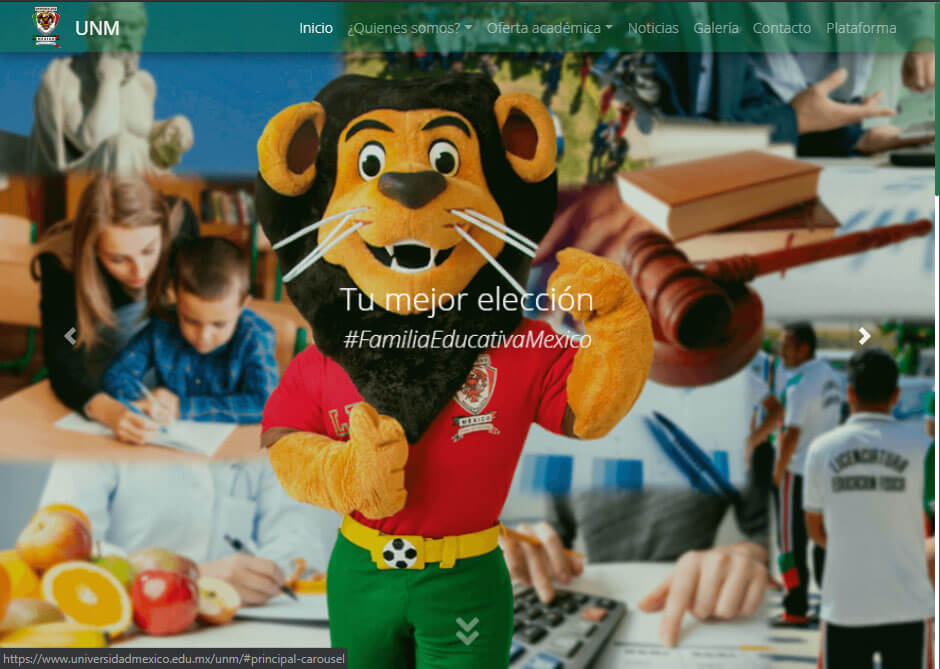 UNM
Inicio
¿Quienes somos?
Oferta académica
Noticias
Galería
Contacto
Plataforma
Tu mejor elección
#FamiliaEducativaMexico
MEXICO
LICENCIATURA
EDUCACION FISICA
https://www.universidadmexico.edu.mx/unm/#principal-carousel